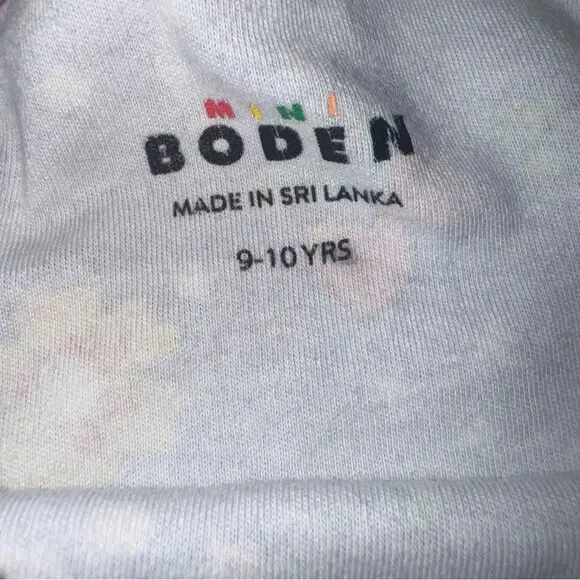 MINI
BODEN
MADE IN SRI LANKA
9-10 YRS